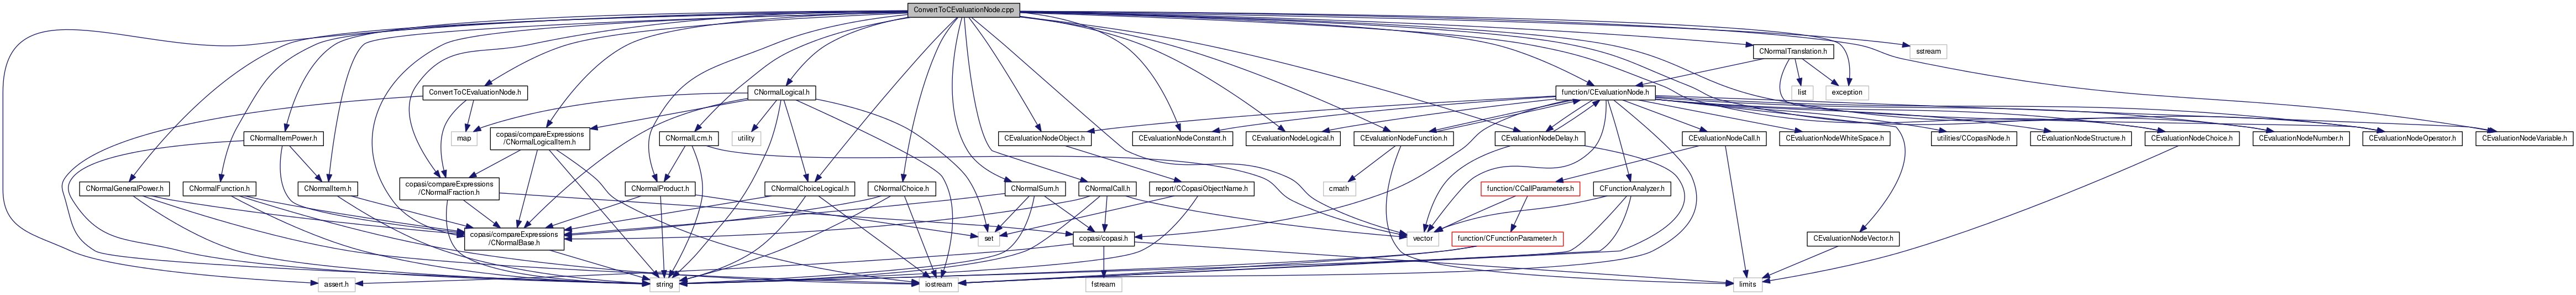 ConvertToCEvaluationNode.cpp
CNormalTranslation.h
sstream
ConvertToCEvaluationNode.h
CNormalLogical.h
function/CEvaluationNode.h
list
exception
CNormalItemPower.h
map
copasi/compareExpressions
/CNormalLogicalItem.h
CNormalLcm.h
utility
CEvaluationNodeObject.h
CEvaluationNodeConstant.h
CEvaluationNodeLogical.h
CEvaluationNodeFunction.h
CEvaluationNodeDelay.h
CEvaluationNodeCall.h
CEvaluationNodeWhiteSpace.h
utilities/CCopasiNode.h
CEvaluationNodeStructure.h
CEvaluationNodeChoice.h
CEvaluationNodeNumber.h
CEvaluationNodeOperator.h
CEvaluationNodeVariable.h
CNormalGeneralPower.h
CNormalFunction.h
CNormalItem.h
copasi/compareExpressions
/CNormalFraction.h
CNormalProduct.h
CNormalChoiceLogical.h
CNormalChoice.h
CNormalSum.h
CNormalCall.h
report/CCopasiObjectName.h
cmath
function/CCallParameters.h
CFunctionAnalyzer.h
copasi/compareExpressions
/CNormalBase.h
set
copasi/copasi.h
vector
function/CFunctionParameter.h
CEvaluationNodeVector.h
assert.h
string
iostream
fstream
limits